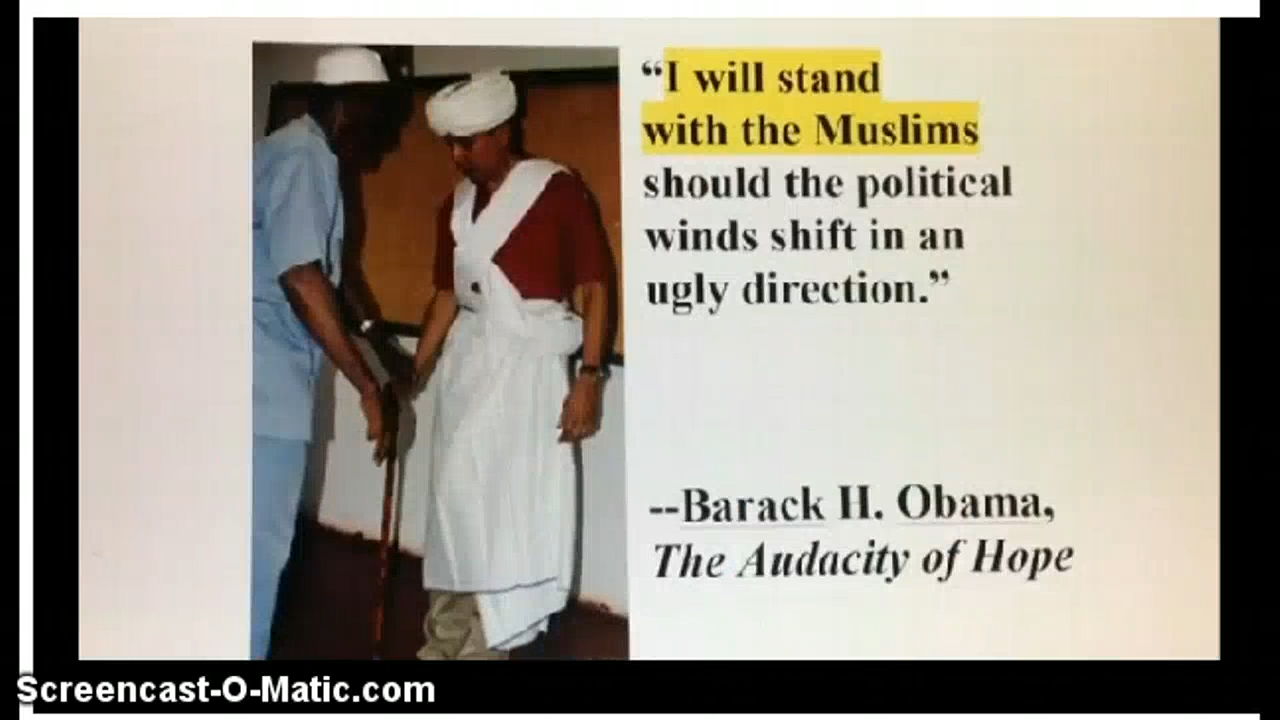 “I will stand
with the Muslims
should the political
winds shift in an
ugly direction.”
--Barack H. Obama,
The Audacity of Hope
Screencast-O-Matic.com